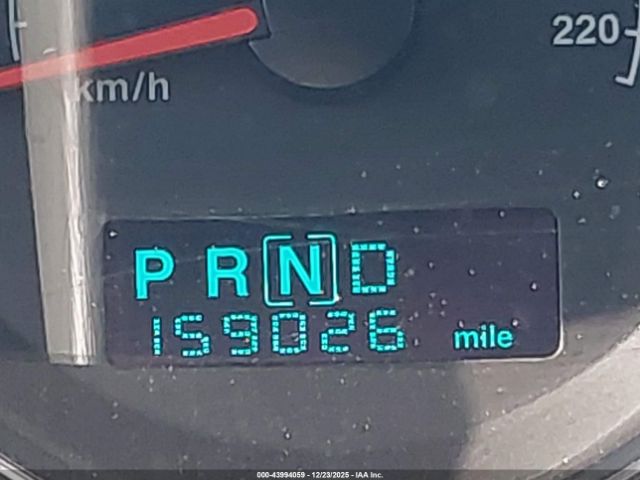 220
km/h
P R [N] D
159026 mile
000-43994059 - 12/23/2025 - IAA Inc.